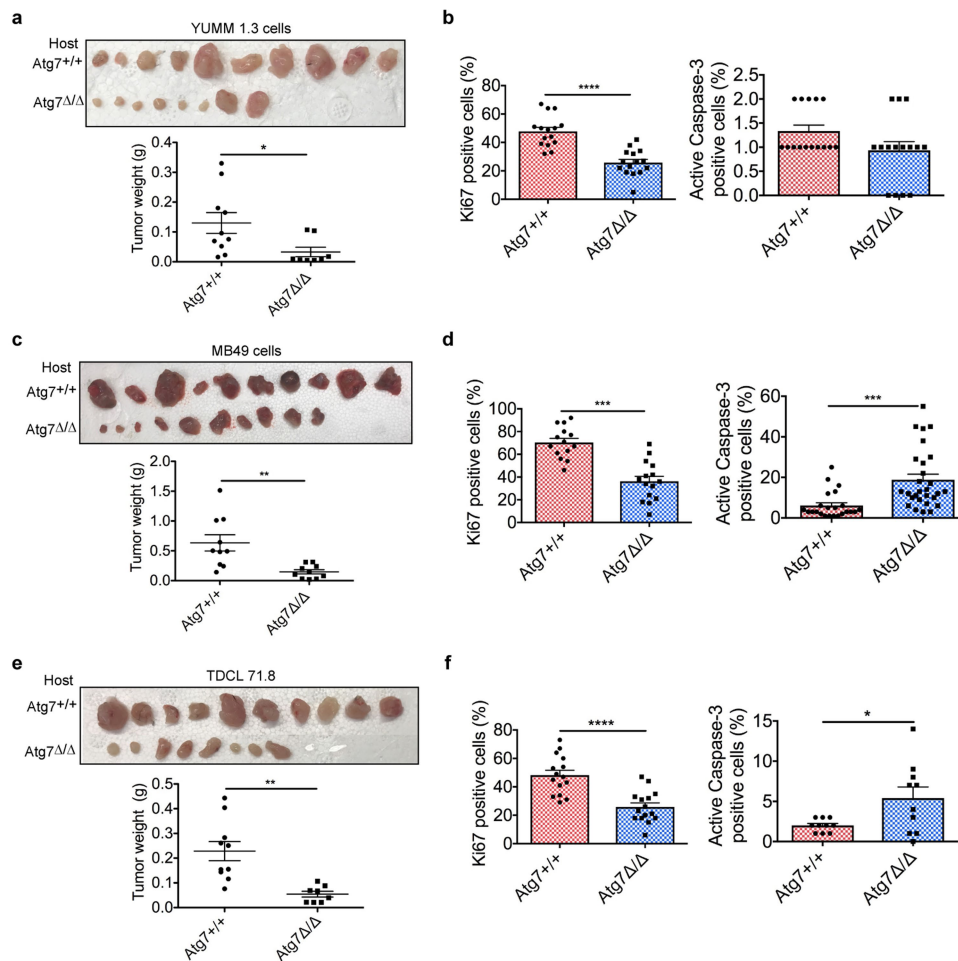 a
YUMM 1.3 cells
Host
Atg7+/+
Atg7Δ/Δ
Tumor weight (g)
0.4
0.3
0.2
0.1
0.0
*
Atg7+/+
Atg7Δ/Δ
b
Ki67 positive cells (%)
80
60
40
20
0
****
Atg7+/+
Atg7Δ/Δ
Active Caspase-3
positive cells (%)
2.5
2.0
1.5
1.0
0.5
0.0
Atg7+/+
Atg7Δ/Δ
c
MB49 cells
Host
Atg7+/+
Atg7Δ/Δ
Tumor weight (g)
2.0
1.5
1.0
0.5
0.0
**
Atg7+/+
Atg7Δ/Δ
d
Ki67 positive cells (%)
100
80
60
40
20
0
***
Atg7+/+
Atg7Δ/Δ
Active Caspase-3
positive cells (%)
60
40
20
0
***
Atg7+/+
Atg7Δ/Δ
e
TDCL 71.8
Host
Atg7+/+
Atg7Δ/Δ
Tumor weight (g)
0.5
0.4
0.3
0.2
0.1
0.0
**
Atg7+/+
Atg7Δ/Δ
f
Ki67 positive cells (%)
100
80
60
40
20
0
****
Atg7+/+
Atg7Δ/Δ
Active Caspase-3
positive cells (%)
15
10
5
0
*
Atg7+/+
Atg7Δ/Δ